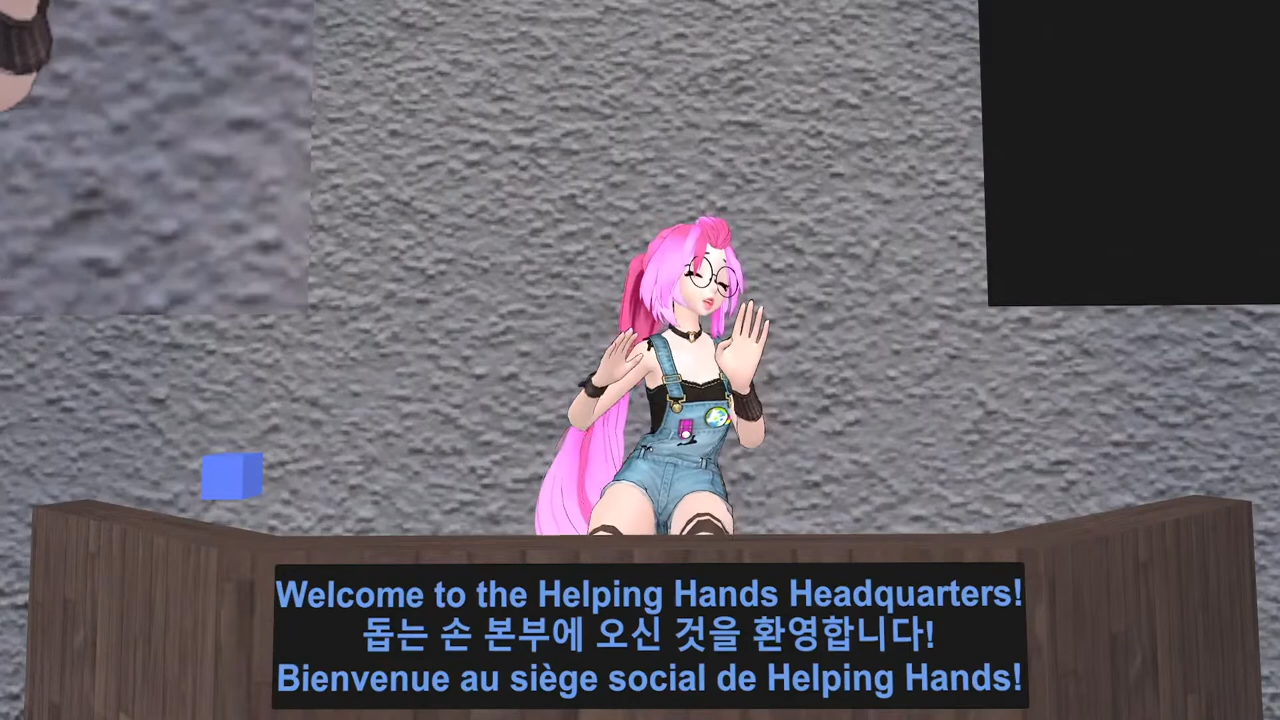 Welcome to the Helping Hands Headquarters!
돕는 손 본부에 오신 것을 환영합니다!
Bienvenue au siège social de Helping Hands!